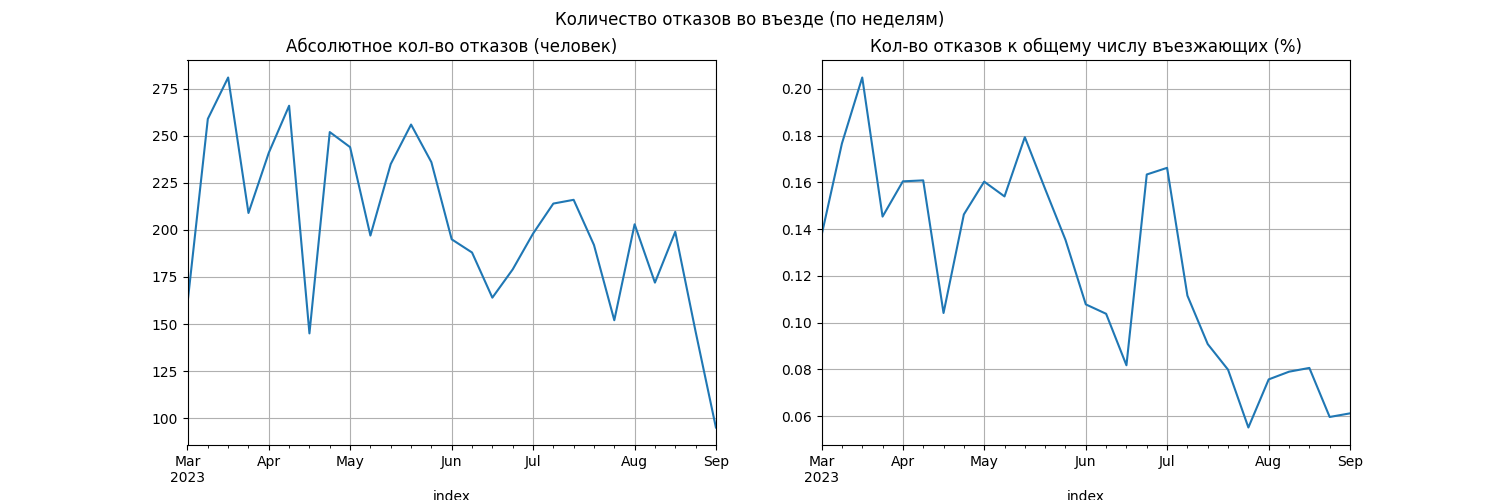 Количество отказов во въезде (по неделям)
Абсолютное кол-во отказов (человек)
275
250
225
200
175
150
125
100
Mar Apr May Jun Jul Aug Sep
2023
index
Кол-во отказов к общему числу въезжающих (%)
0.20
0.18
0.16
0.14
0.12
0.10
0.08
0.06
Mar Apr May Jun Jul Aug Sep
2023
index